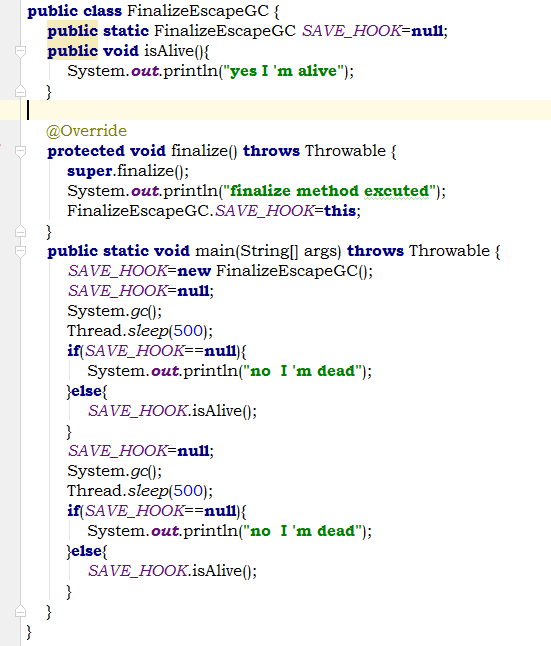 public class FinalizeEscapeGC {
public static FinalizeEscapeGC SAVE_HOOK=null;
public void isAlive(){
System.out.println("yes I 'm alive");
}
@Override
protected void finalize() throws Throwable {
super.finalize();
System.out.println("finalize method excuted");
FinalizeEscapeGC.SAVE_HOOK=this;
}
public static void main(String[] args) throws Throwable {
SAVE_HOOK=new FinalizeEscapeGC();
SAVE_HOOK=null;
System.gc();
Thread.sleep(500);
if(SAVE_HOOK==null){
System.out.println("no  I 'm dead");
}else{
SAVE_HOOK.isAlive();
}
SAVE_HOOK=null;
System.gc();
Thread.sleep(500);
if(SAVE_HOOK==null){
System.out.println("no  I 'm dead");
}else{
SAVE_HOOK.isAlive();
}
}
}